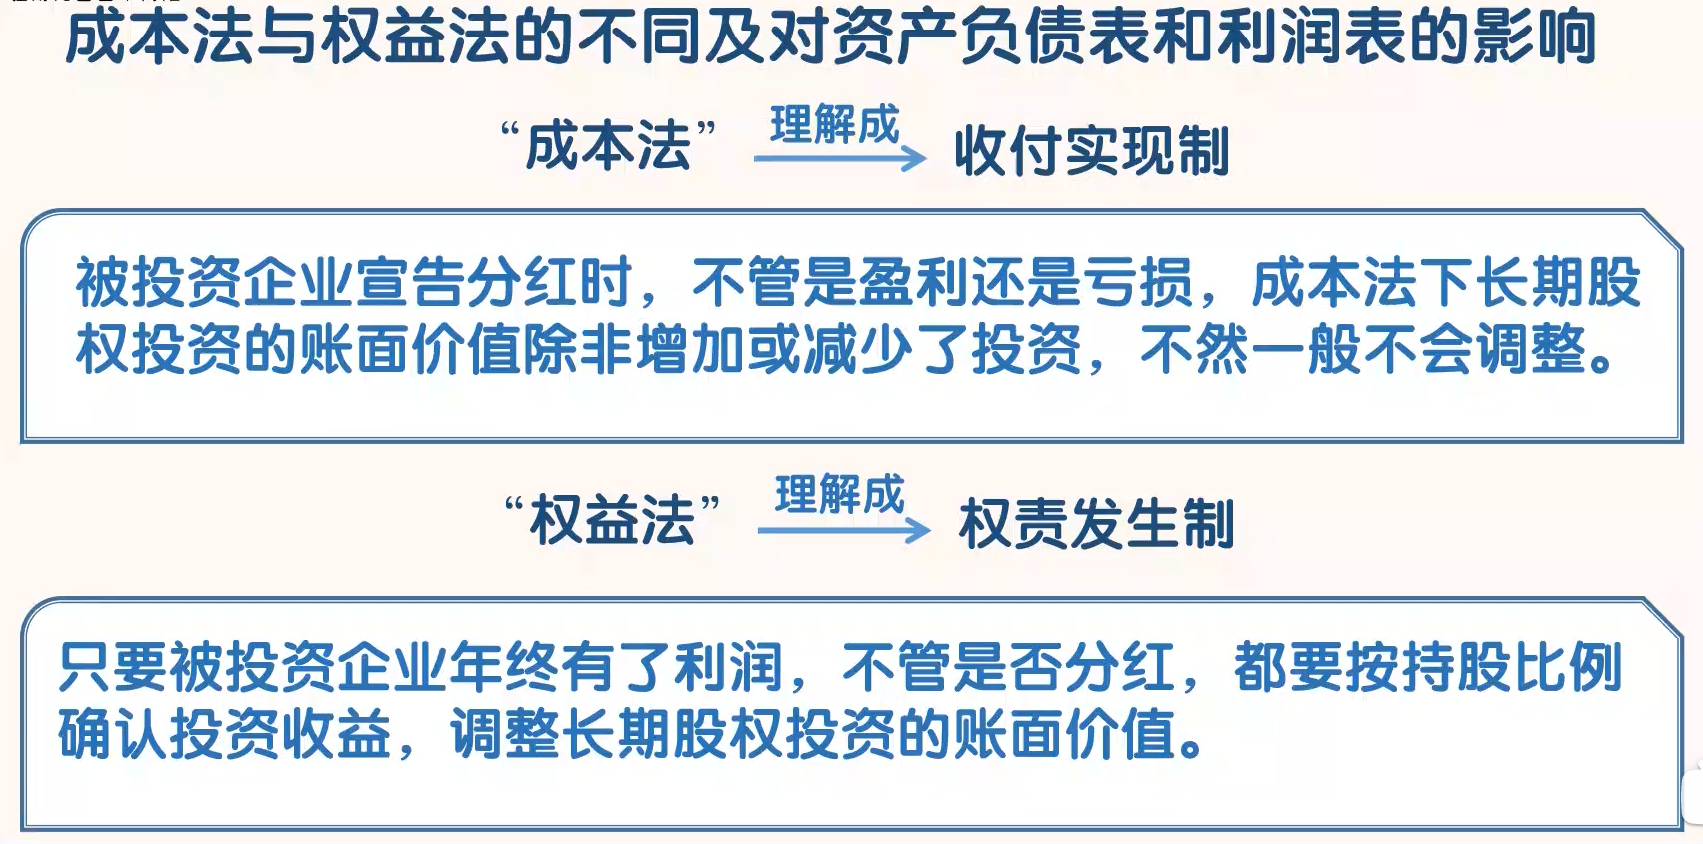 成本法与权益法的不同及对资产负债表和利润表的影响
“成本法” 理解成 收付实现制
被投资企业宣告分红时，不管是盈利还是亏损，成本法下长期股
权投资的账面价值除非增加或减少了投资，不然一般不会调整。
“权益法” 理解成 权责发生制
只要被投资企业年终有了利润，不管是否分红，都要按持股比例
确认投资收益，调整长期股权投资的账面价值。